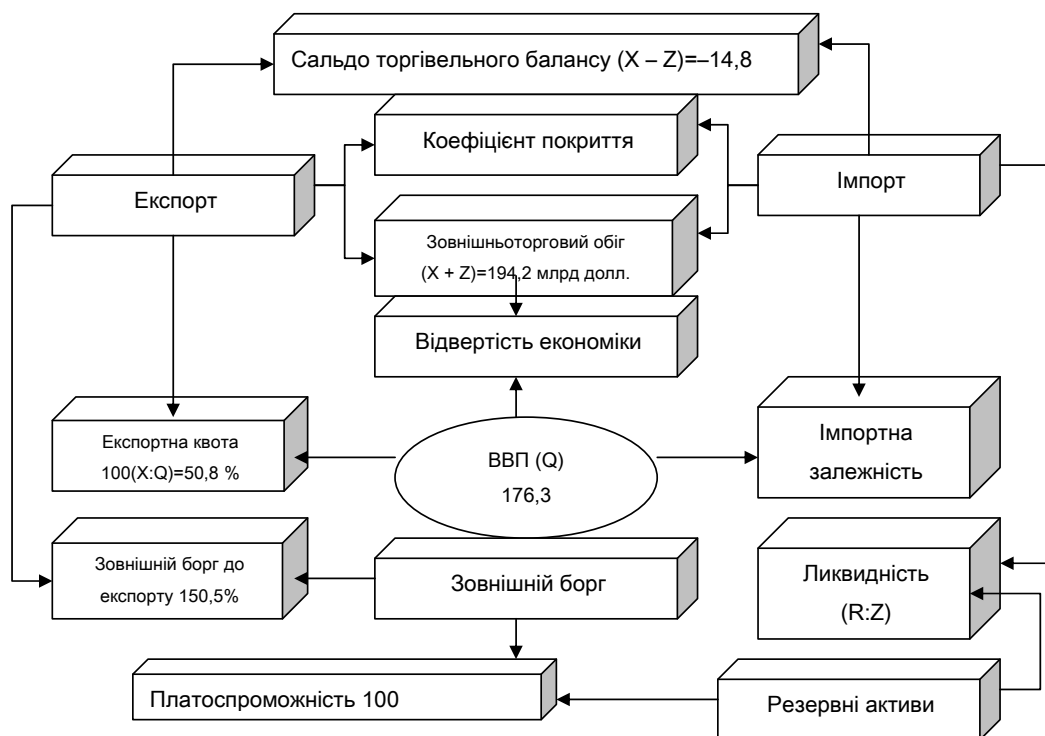 Сальдо торгівельного балансу (X – Z)=–14,8
Коефіцієнт покриття
Експорт
Імпорт
Зовнішньоторговий обіг
(X + Z)=194,2 млрд долл.
Відвертість економіки
Експортна квота
100(X:Q)=50,8 %
ВВП (Q)
176,3
Імпортна
залежність
Зовнішній борг до
експорту 150,5%
Зовнішній борг
Ликвидність
(R:Z)
Платоспроможність 100
Резервні активи